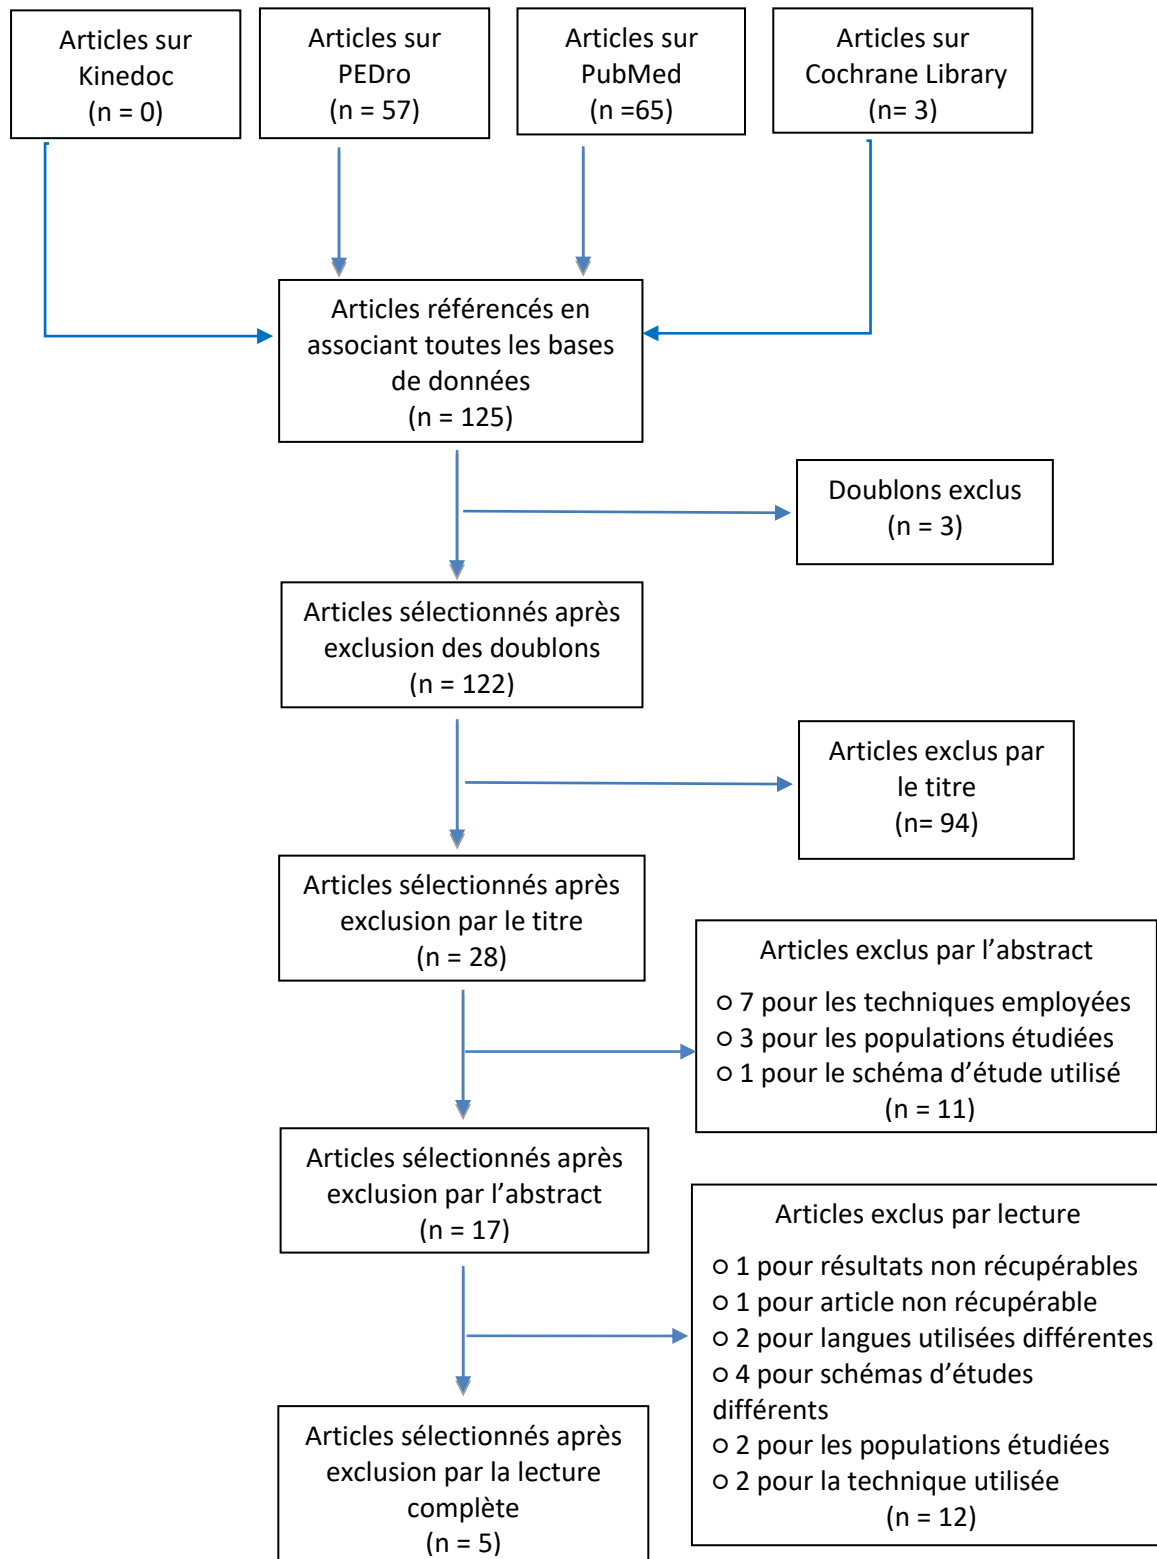 Articles sur
Kinedoc
(n = 0)
Articles sur
PEDro
(n = 57)
Articles sur
PubMed
(n =65)
Articles sur
Cochrane Library
(n= 3)
Articles référencés en
associant toutes les bases
de données
(n = 125)
Doublons exclus
(n = 3)
Articles sélectionnés après
exclusion des doublons
(n = 122)
Articles exclus par
le titre
(n= 94)
Articles sélectionnés après
exclusion par le titre
(n = 28)
Articles exclus par l’abstract
○ 7 pour les techniques employées
○ 3 pour les populations étudiées
○ 1 pour le schéma d’étude utilisé
(n = 11)
Articles sélectionnés après
exclusion par l’abstract
(n = 17)
Articles exclus par lecture
○ 1 pour résultats non récupérables
○ 1 pour article non récupérable
○ 2 pour langues utilisées différentes
○ 4 pour schémas d’études
différents
○ 2 pour les populations étudiées
○ 2 pour la technique utilisée
(n = 12)
Articles sélectionnés après
exclusion par la lecture
complète
(n = 5)